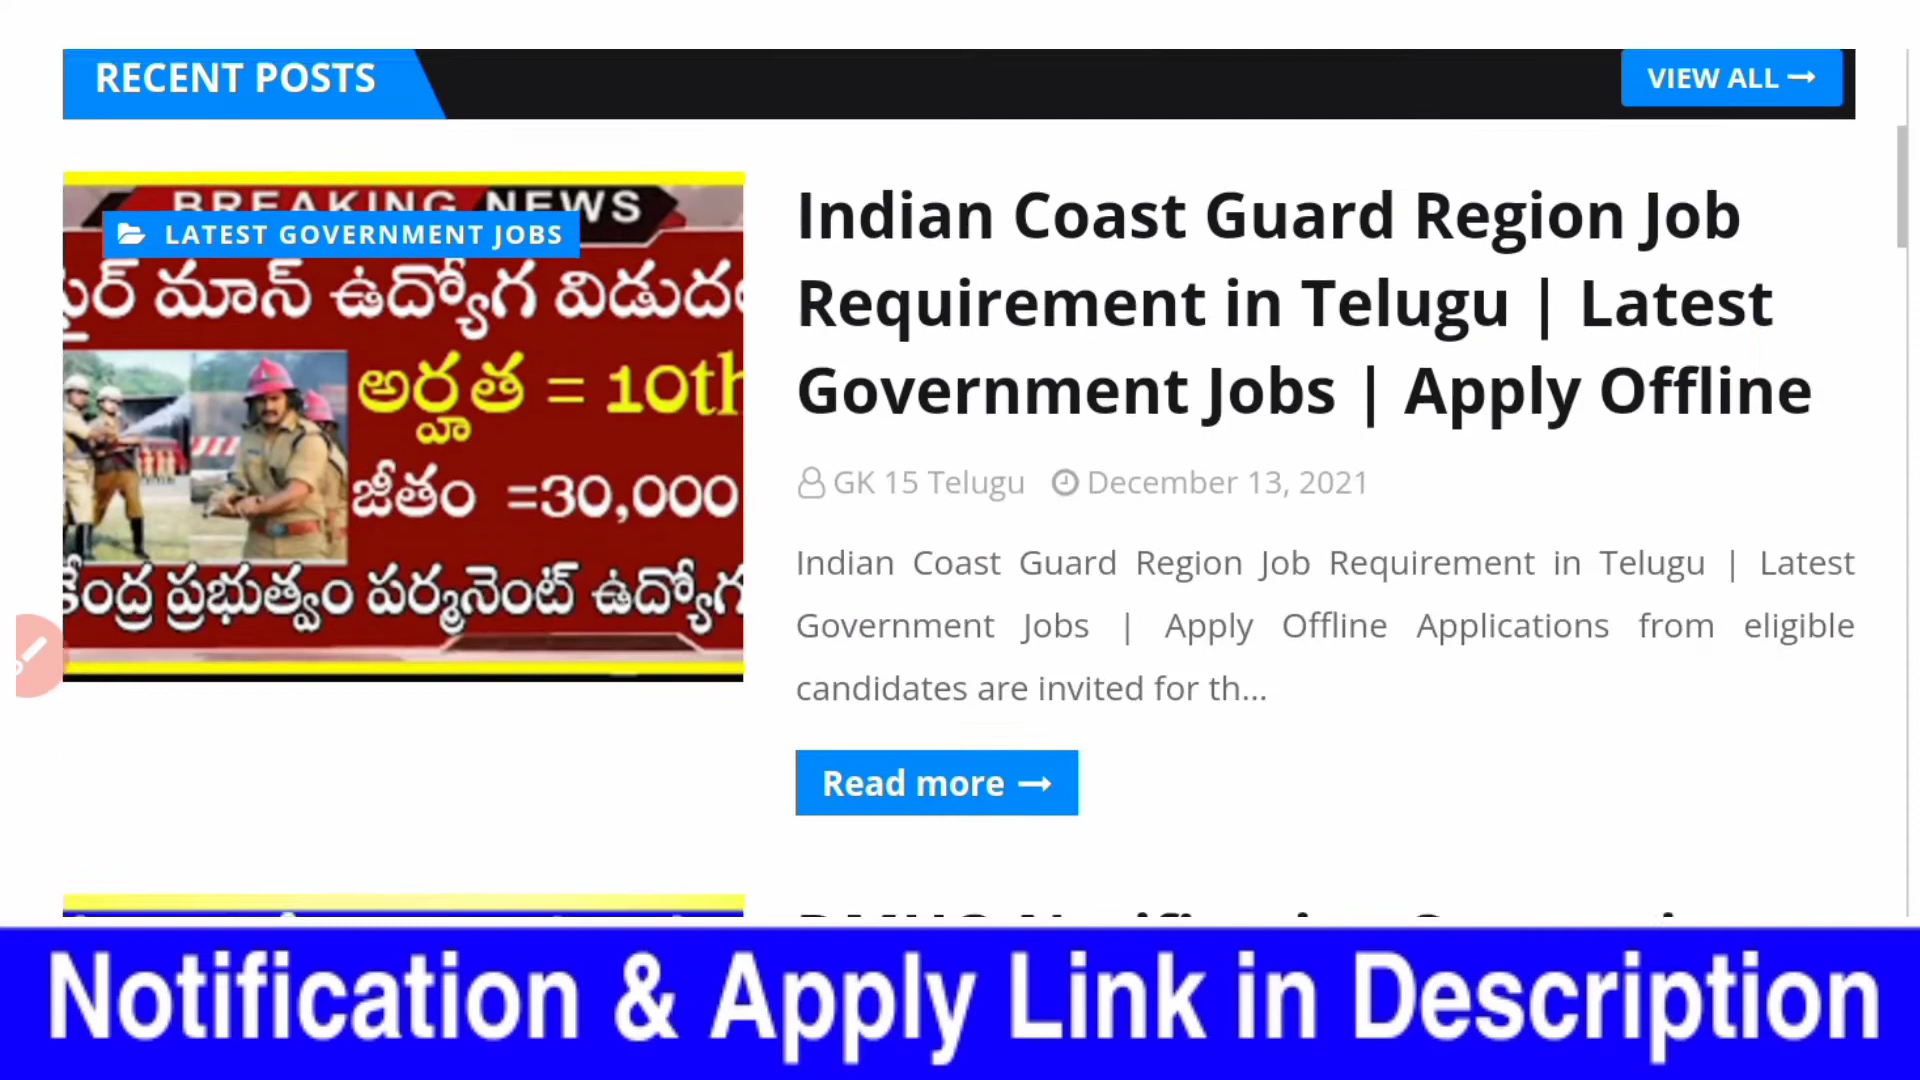 RECENT POSTS
VIEW ALL →
BREAKING NEWS
LATEST GOVERNMENT JOBS
మాన్ ఉద్యోగ
అర్హత = 10th
జీతం =30,000
కేంద్ర ప్రభుత్వం పర్మనెంట్ ఉద్యోగ
Indian Coast Guard Region Job
Requirement in Telugu | Latest
Government Jobs | Apply Offline
GK 15 Telugu December 13, 2021
Indian Coast Guard Region Job Requirement in Telugu | Latest
Government Jobs | Apply Offline Applications from eligible
candidates are invited for th...
Read more →
Notification & Apply Link in Description